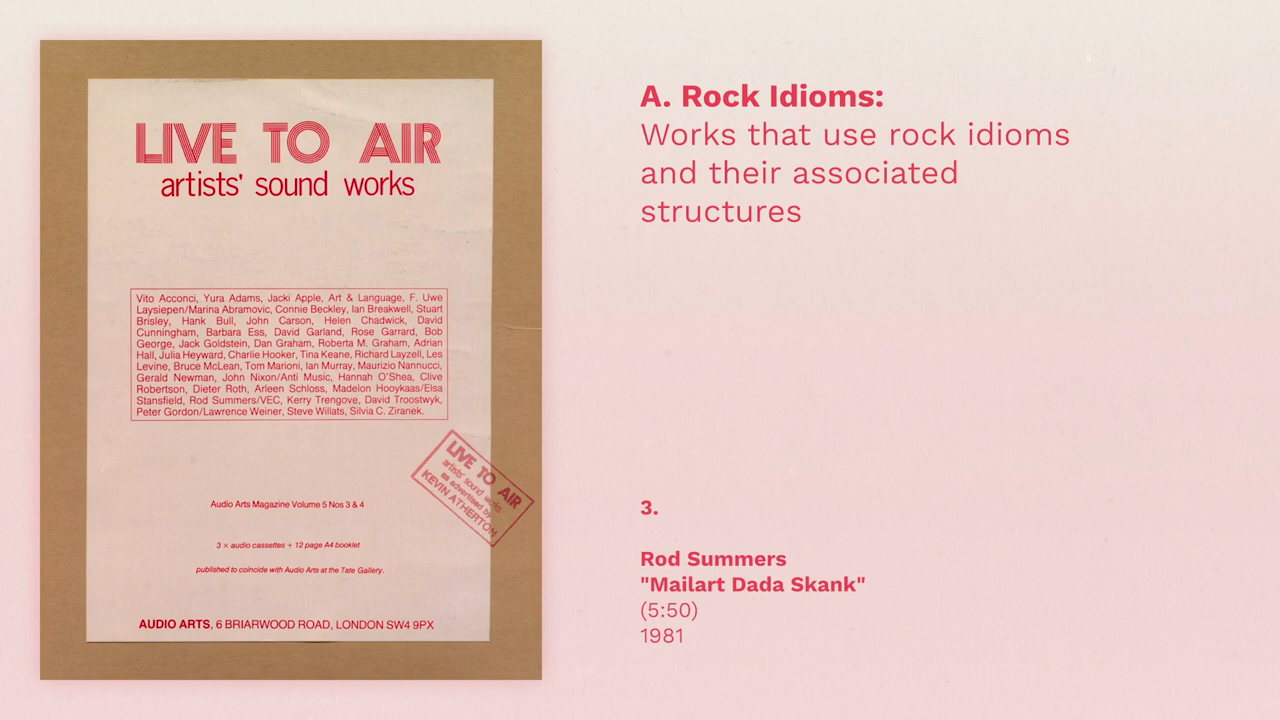 LIVE TO AIR
artists' sound works
Vito Acconci, Yura Adams, Jacki Apple, Art & Language, F. Uwe
Laysiepen/Marina Abramovic, Connie Beckley, Ian Breakwell, Stuart
Brisley, Hank Bull, John Carson, Helen Chadwick, David
Cunningham, Barbara Ess, David Garland, Rose Garrard, Bob
George, Jack Goldstein, Dan Graham, Roberta M. Graham, Adrian
Hall, Julia Heyward, Charlie Hooker, Tina Keane, Richard Layzell, Les
Levine, Bruce McLean, Tom Marioni, Ian Murray, Maurizio Nannucci,
Gerald Newman, John Nixon/Anti Music, Hannah O'Shea, Clive
Robertson, Dieter Roth, Arleen Schloss, Madelon Hooykaas/Elsa
Stansfield, Rod Summers/VEC, Kerry Trengove, David Troostwyk,
Peter Gordon/Lawrence Weiner, Steve Willats, Silvia C. Ziranek.
LIVE TO AIR
artists' sound works
as advertised by
KEVIN ATHERTON
Audio Arts Magazine Volume 5 Nos 3 & 4
3 × audio cassettes + 12 page A4 booklet
published to coincide with Audio Arts at the Tate Gallery.
AUDIO ARTS, 6 BRIARWOOD ROAD, LONDON SW4 9PX
A. Rock Idioms:
Works that use rock idioms
and their associated
structures
3.
Rod Summers
"Mailart Dada Skank"
(5:50)
1981